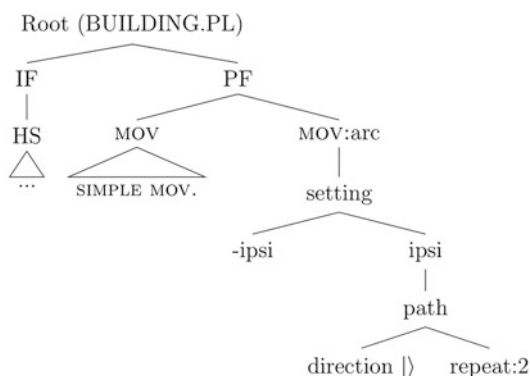 Root (BUILDING.PL)
IF PF
HS MOV MOV:arc
... SIMPLE MOV.
setting
-ipsi ipsi
path
direction |⟩ repeat:2